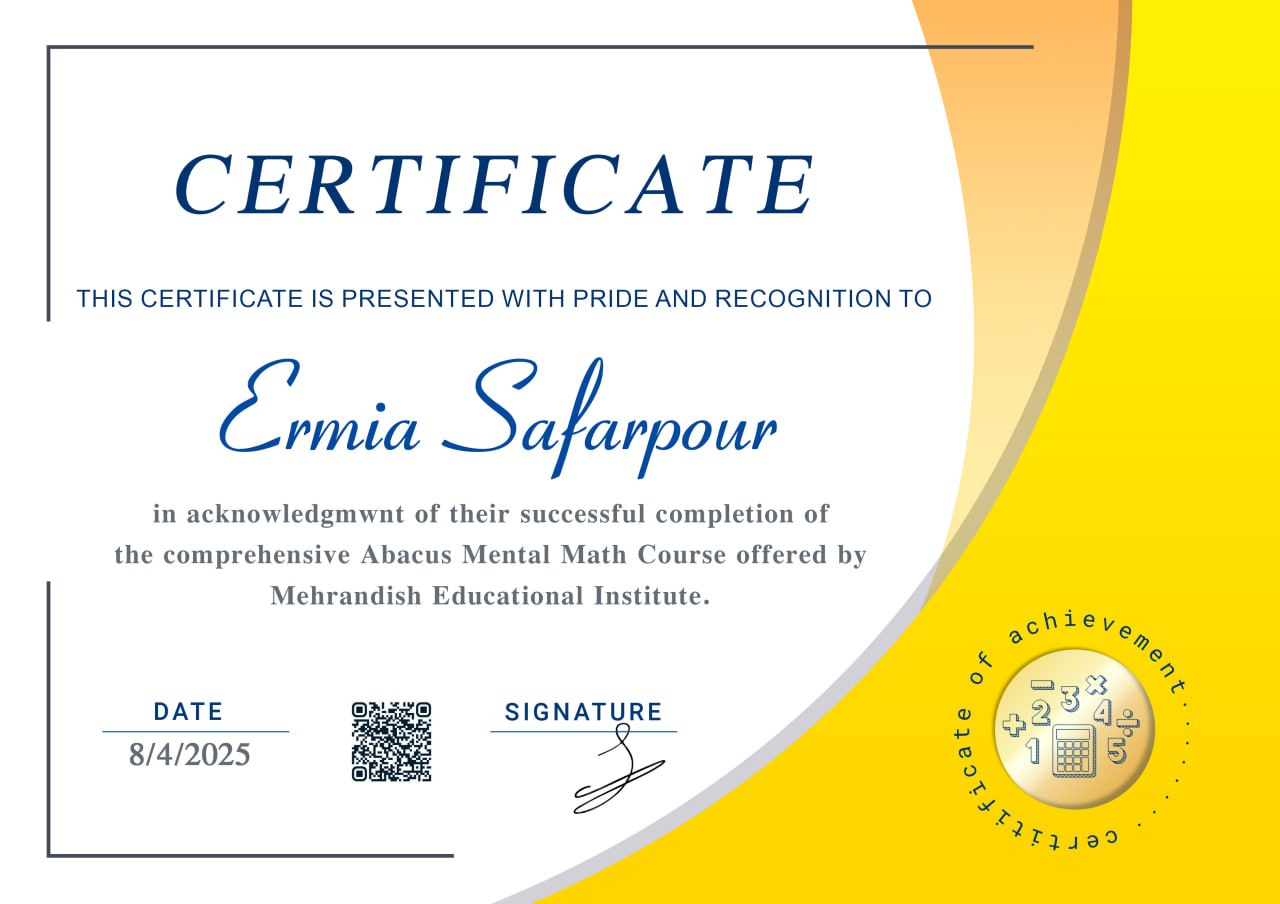 CERTIFICATE
THIS CERTIFICATE IS PRESENTED WITH PRIDE AND RECOGNITION TO
Ermia Safarpour
in acknowledgmwnt of their successful completion of
the comprehensive Abacus Mental Math Course offered by
Mehrandish Educational Institute.
DATE
8/4/2025
SIGNATURE
certificate of achievement
1 2 3 4 5